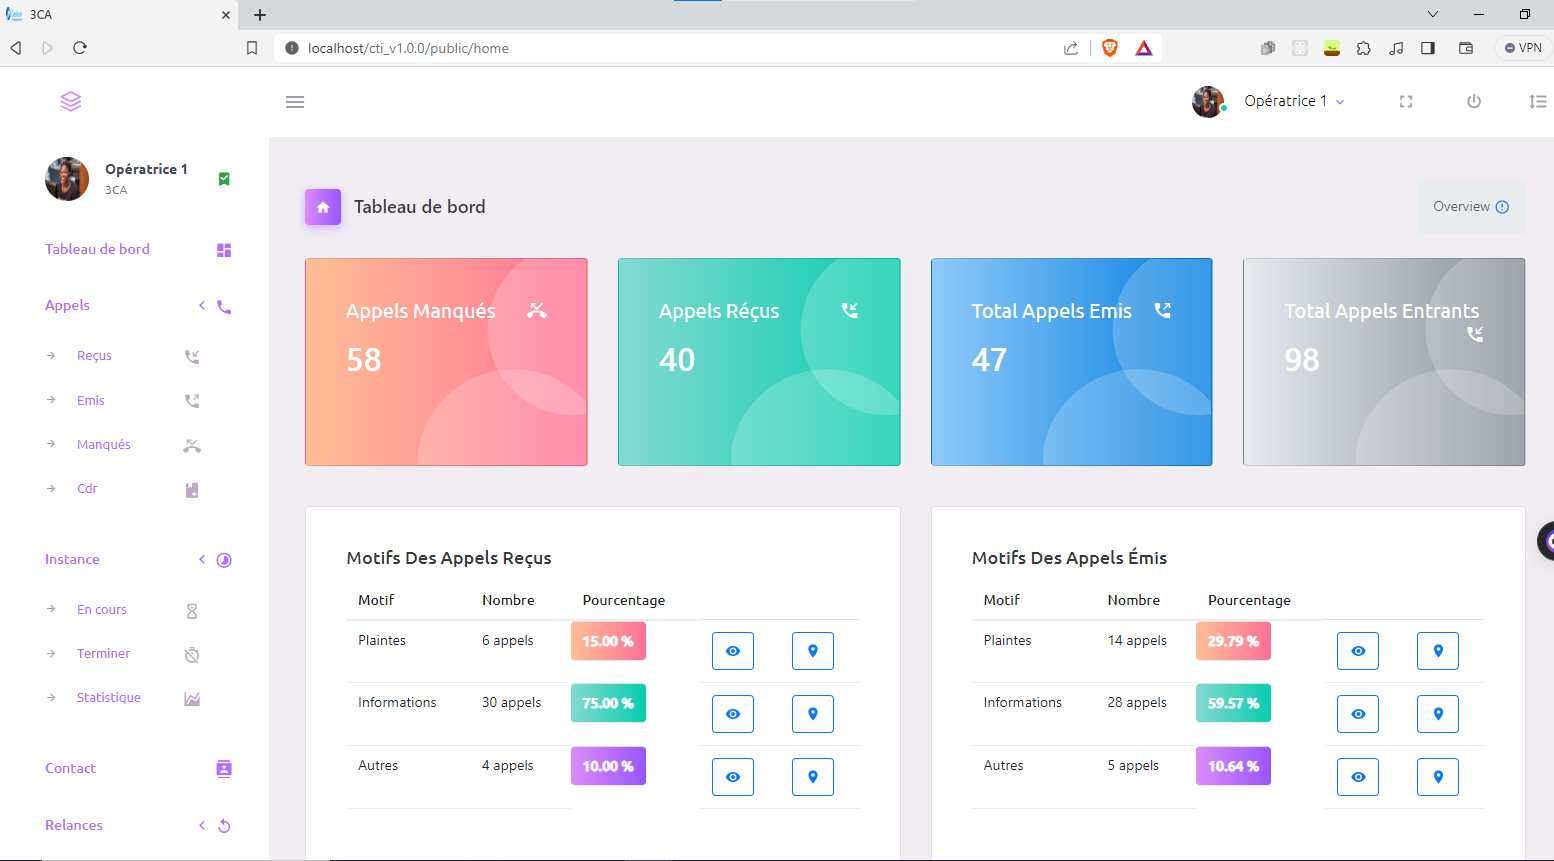 3CA
localhost/cti_v1.0.0/public/home
VPN
Opératrice 1
Opératrice 1
3CA
Tableau de bord
Appels
Reçus
Emis
Manqués
Cdr
Instance
En cours
Terminer
Statistique
Contact
Relances
Tableau de bord
Overview
Appels Manqués
58
Appels Réçus
40
Total Appels Emis
47
Total Appels Entrants
98
Motifs Des Appels Reçus
Motif Nombre Pourcentage
Plaintes 6 appels 15.00 %
Informations 30 appels 75.00 %
Autres 4 appels 10.00 %
Motifs Des Appels Émis
Motif Nombre Pourcentage
Plaintes 14 appels 29.79 %
Informations 28 appels 59.57 %
Autres 5 appels 10.64 %